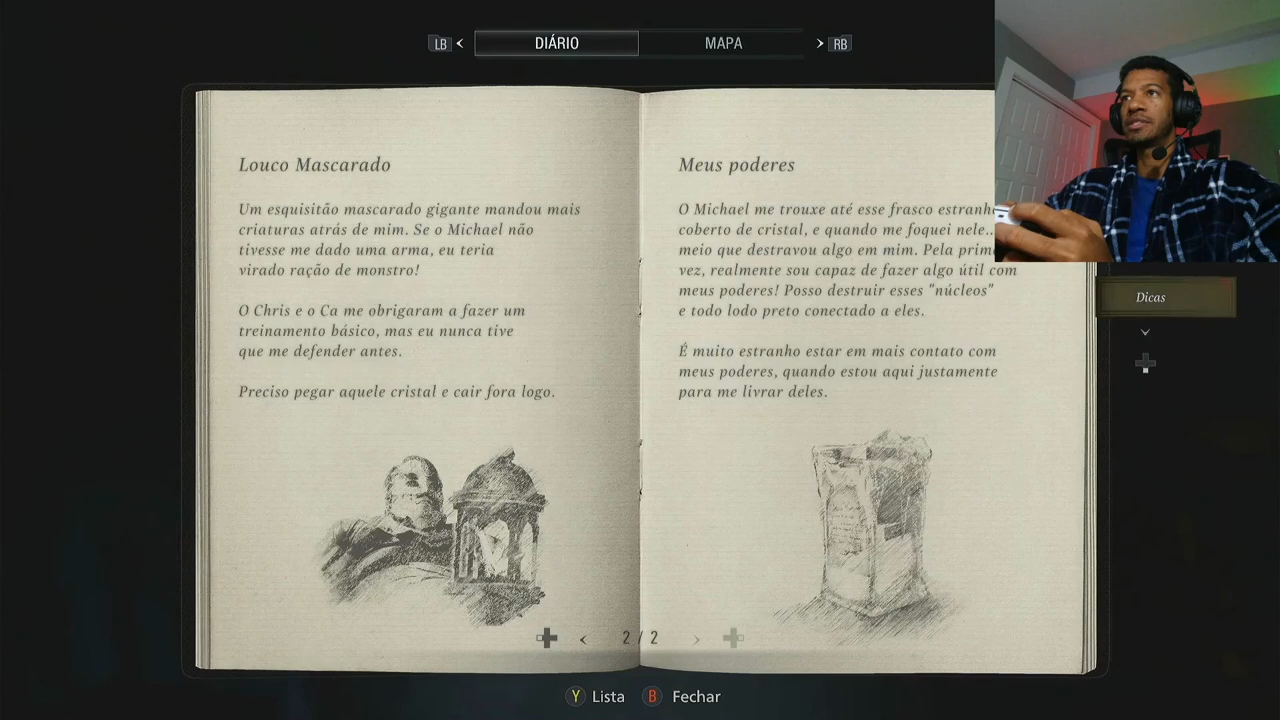 LB
DIÁRIO
MAPA
RB
Louco Mascarado
Um esquisitão mascarado gigante mandou mais
criaturas atrás de mim. Se o Michael não
tivesse me dado uma arma, eu teria
virado ração de monstro!
O Chris e o Ca me obrigaram a fazer um
treinamento básico, mas eu nunca tive
que me defender antes.
Preciso pegar aquele cristal e cair fora logo.
Meus poderes
O Michael me trouxe até esse frasco
coberto de cristal, e quando me foquei nele..
meio que destravou algo em mim. Pela
vez, realmente sou capaz de fazer algo útil com
meus poderes! Posso destruir esses "núcleos"
e todo lodo preto conectado a eles.
É muito estranho estar em mais contato com
meus poderes, quando estou aqui justamente
para me livrar deles.
Dicas
2 / 2
Y Lista B Fechar